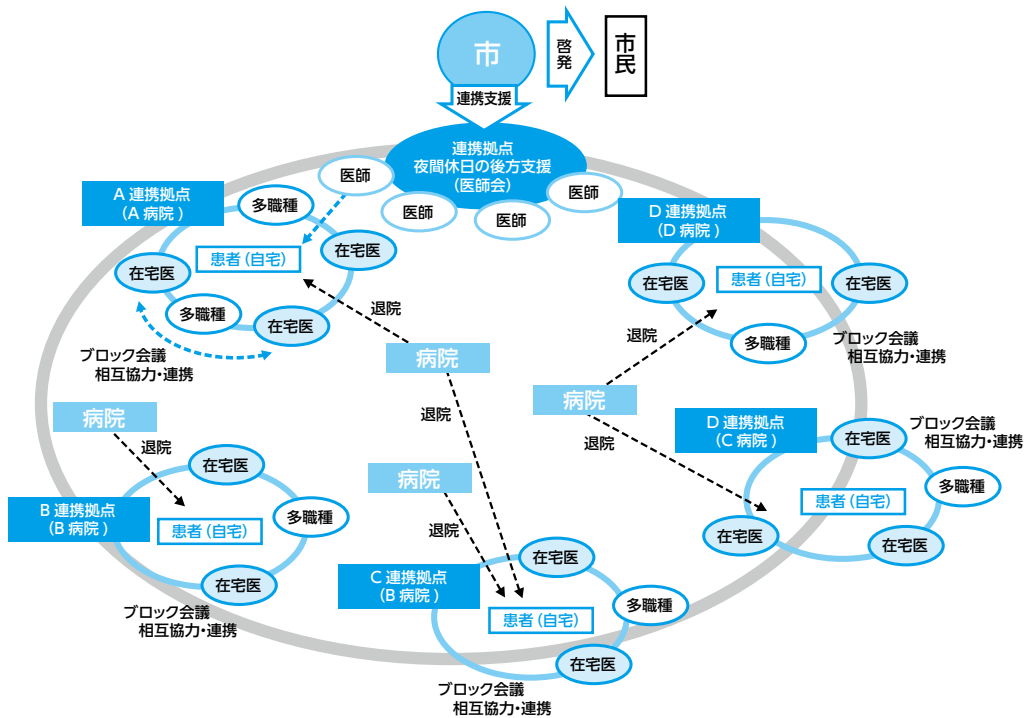 市
啓発
市民
連携支援
連携拠点
夜間休日の後方支援
(医師会)
医師
医師
医師
医師
A 連携拠点
(A 病院 )
多職種
在宅医
患者(自宅)
在宅医
多職種
在宅医
ブロック会議
相互協力・連携
D 連携拠点
(D 病院 )
在宅医
患者(自宅)
在宅医
多職種
ブロック会議
相互協力・連携
退院
病院
退院
退院
病院
退院
病院
退院
病院
退院
D 連携拠点
(C 病院 )
在宅医
ブロック会議
相互協力・連携
多職種
患者(自宅)
在宅医
在宅医
B 連携拠点
(B 病院 )
在宅医
多職種
患者(自宅)
在宅医
ブロック会議
相互協力・連携
C 連携拠点
(B 病院 )
在宅医
多職種
患者(自宅)
在宅医
ブロック会議
相互協力・連携